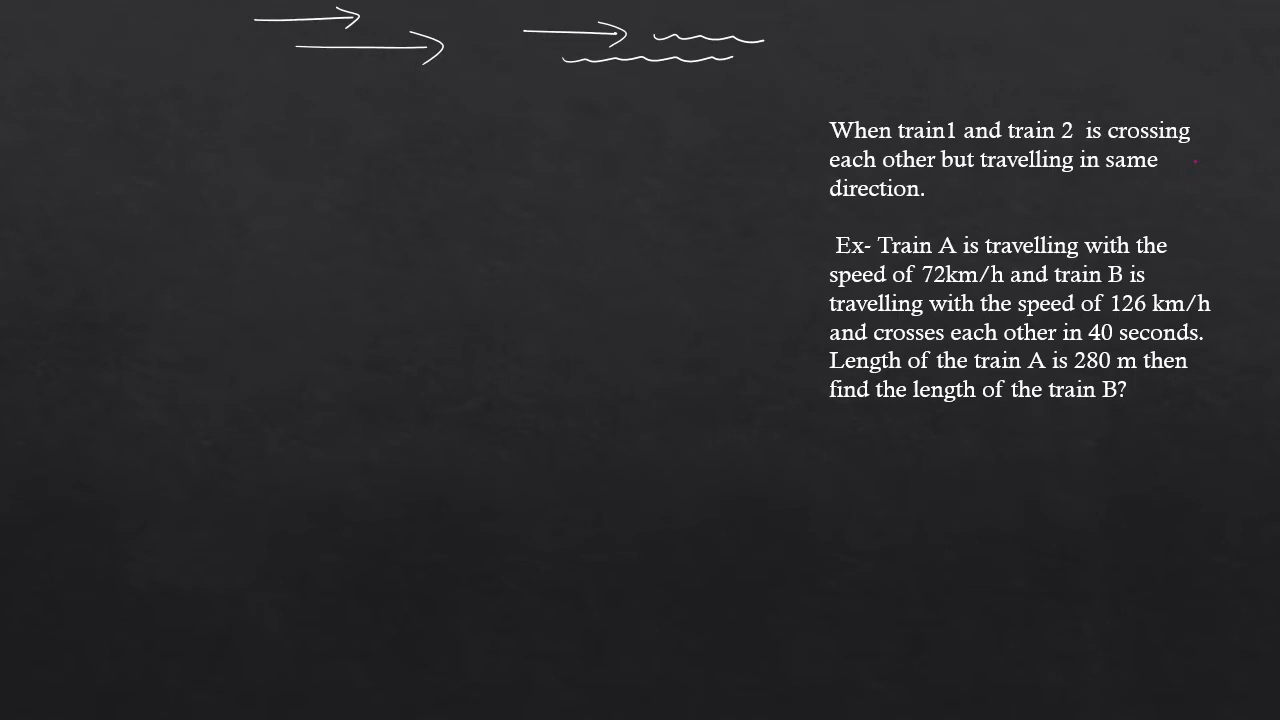 When train1 and train 2  is crossing
each other but travelling in same
direction.
Ex- Train A is travelling with the
speed of 72km/h and train B is
travelling with the speed of 126 km/h
and crosses each other in 40 seconds.
Length of the train A is 280 m then
find the length of the train B?